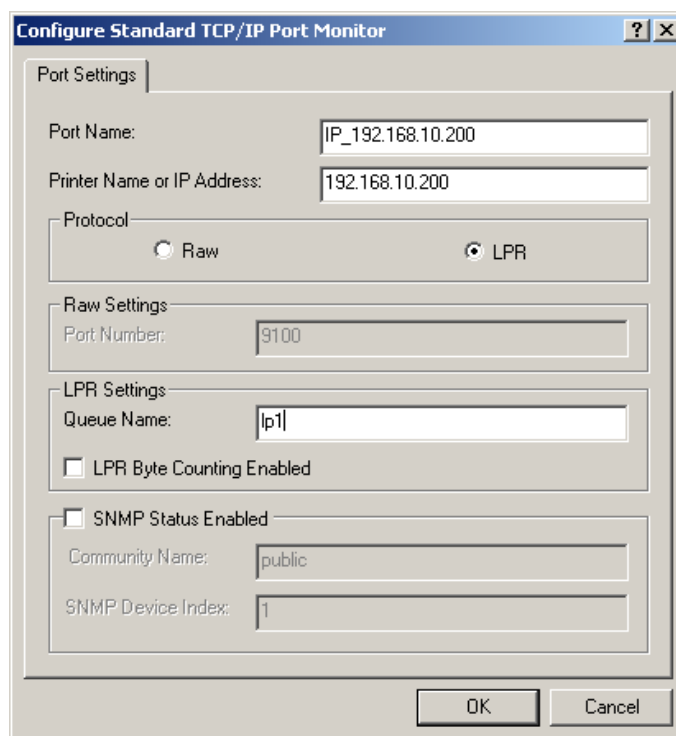 Configure Standard TCP/IP Port Monitor
Port Settings
Port Name: IP_192.168.10.200
Printer Name or IP Address: 192.168.10.200
Protocol
Raw LPR
Raw Settings
Port Number: 9100
LPR Settings
Queue Name: lp1
LPR Byte Counting Enabled
SNMP Status Enabled
Community Name: public
SNMP Device Index: 1
OK Cancel